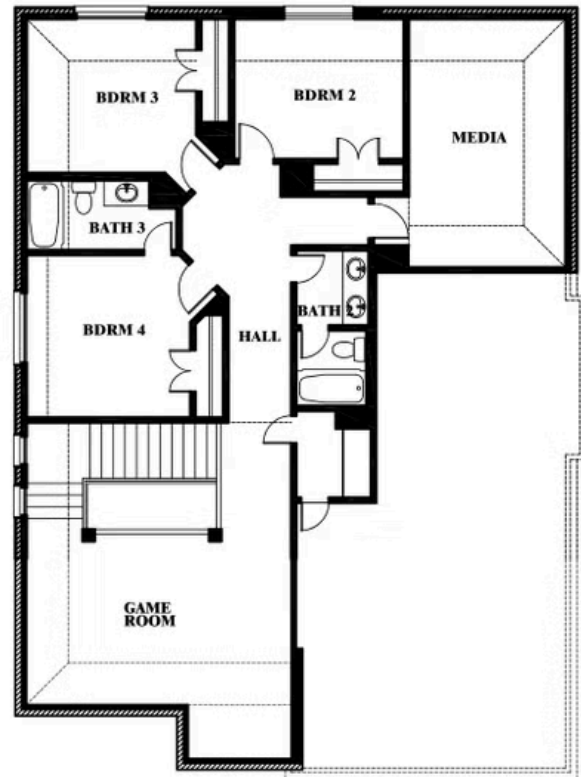 BDRM 3
BDRM 2
MEDIA
BATH 3
BDRM 4
HALL
BATH 2
GAME
ROOM